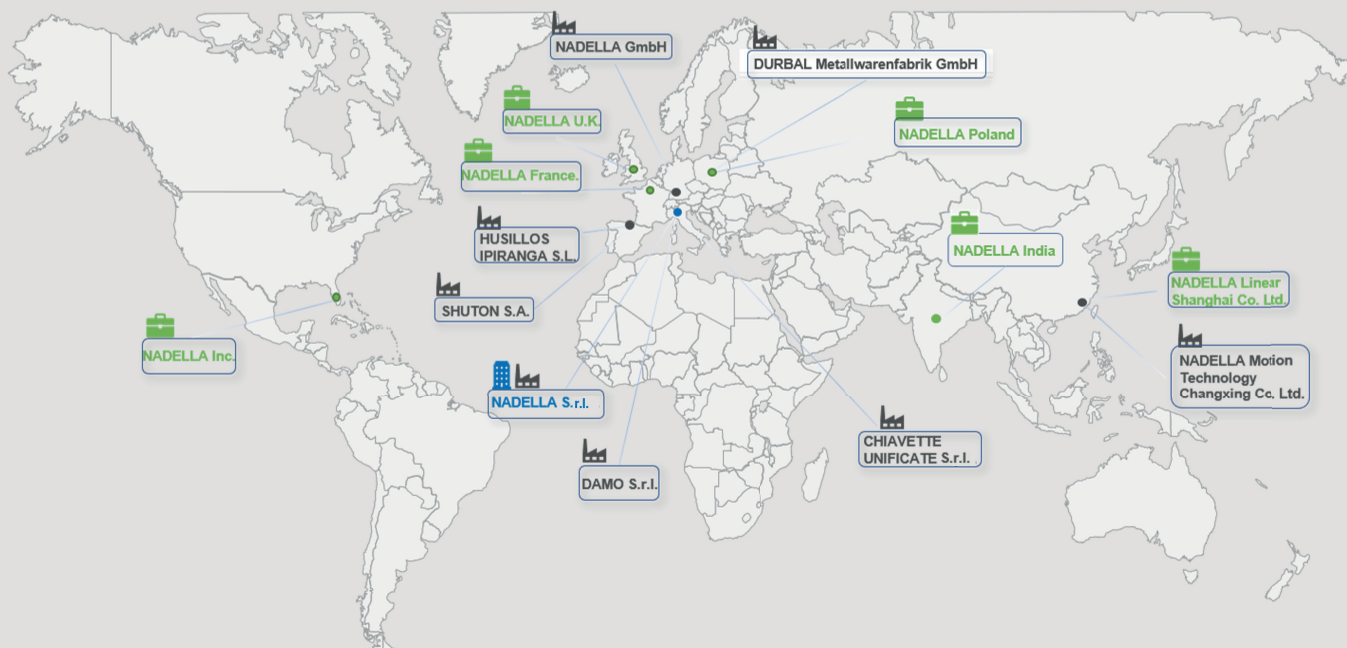 NADELLA GmbH
DURBAL Metallwarenfabrik GmbH
NADELLA U.K.
NADELLA Poland
NADELLA France.
HUSILLOS
IPIRANGA S.L.
NADELLA India
NADELLA Linear
Shanghai Co. Ltd.
SHUTON S.A.
NADELLA Inc.
NADELLA Motion
Technology
Changxing Cc. Ltd.
NADELLA S.r.l.
CHIAVETTE
UNIFICATE S.r.l.
DAMO S.r.l.